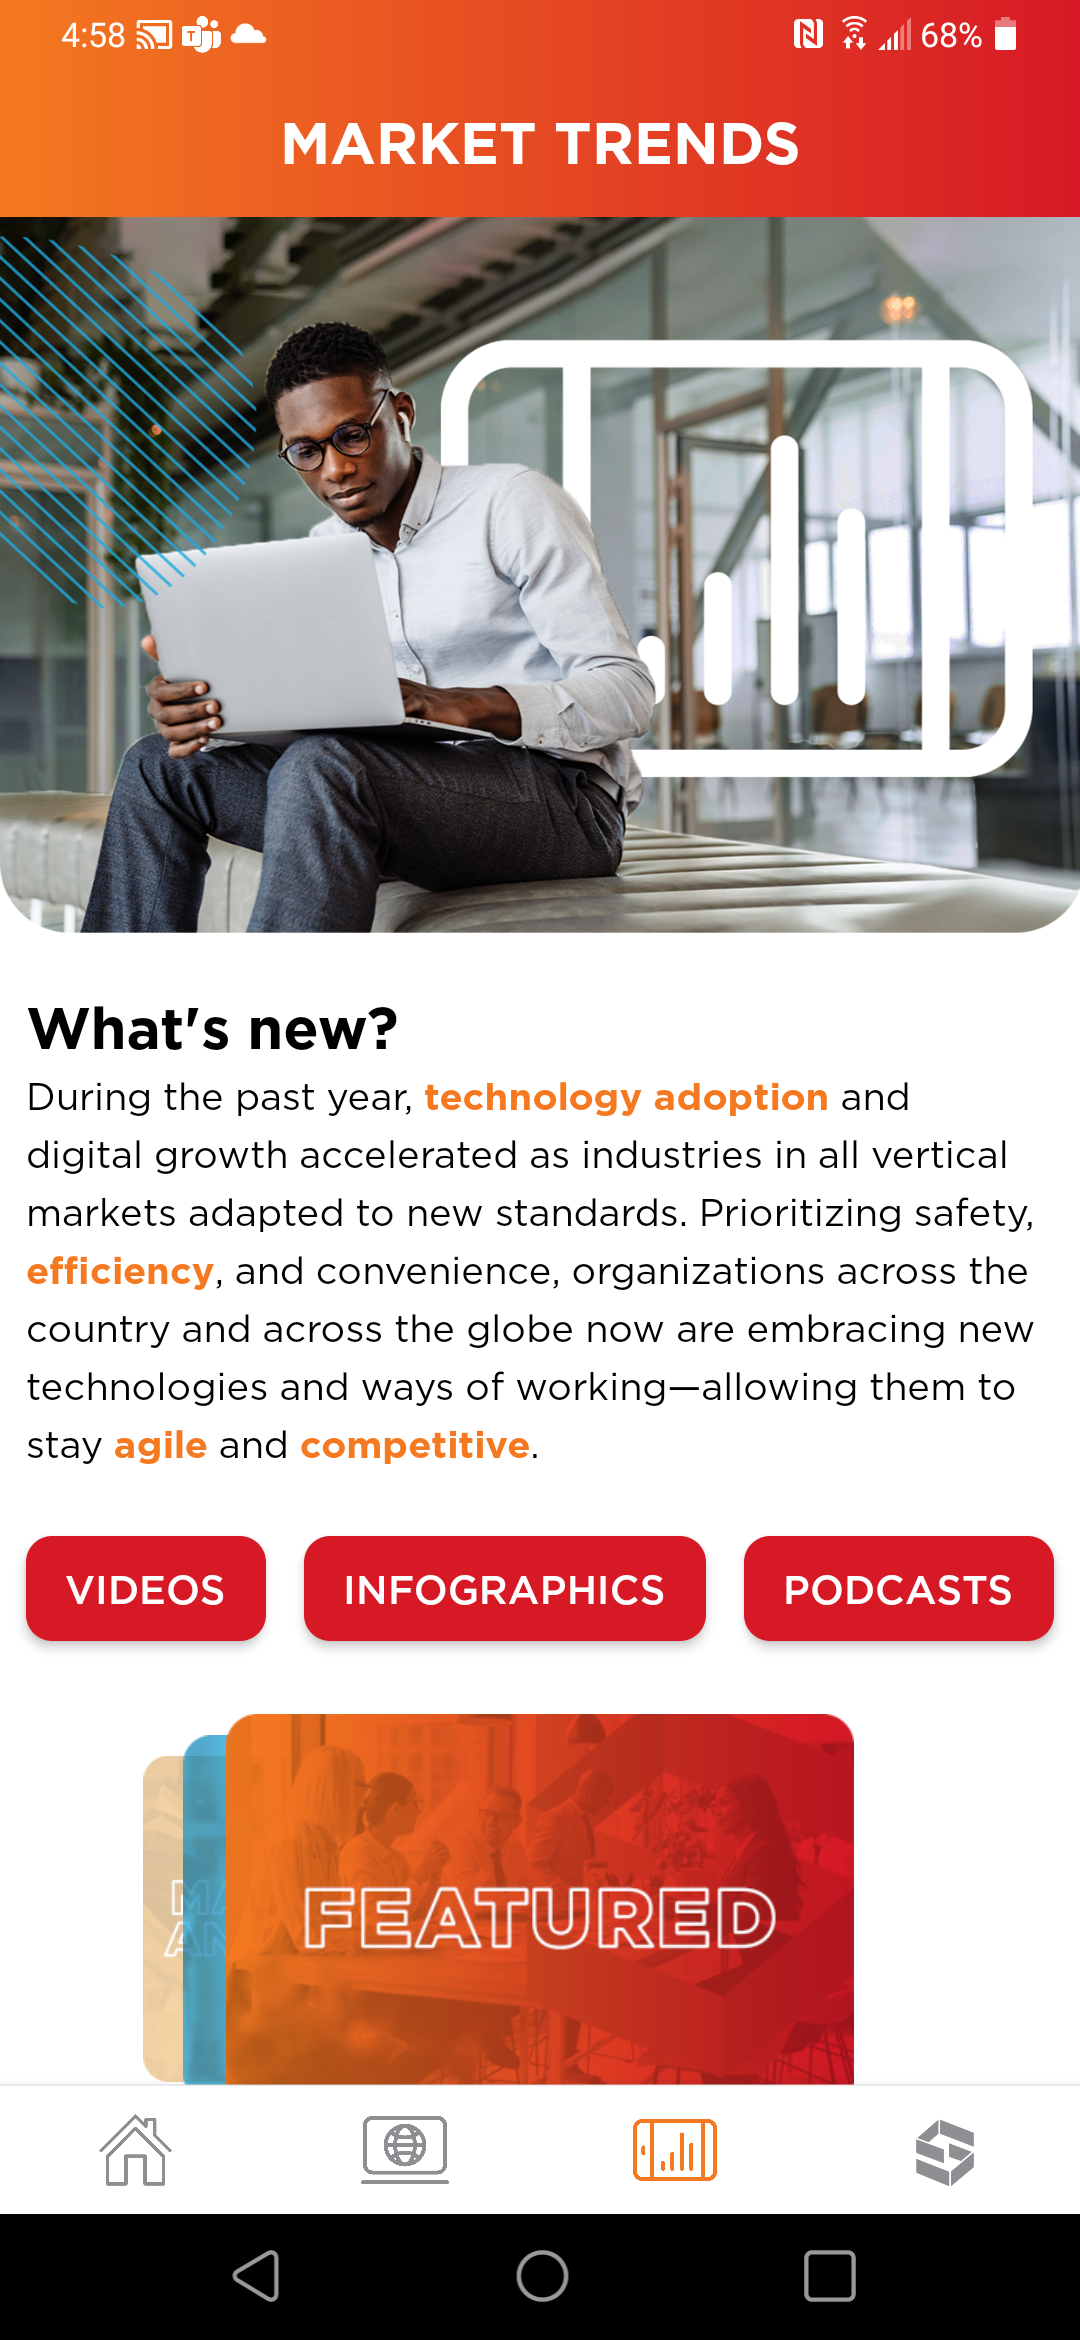 4:58
68%
MARKET TRENDS
What's new?
During the past year, technology adoption and
digital growth accelerated as industries in all vertical
markets adapted to new standards. Prioritizing safety,
efficiency, and convenience, organizations across the
country and across the globe now are embracing new
technologies and ways of working—allowing them to
stay agile and competitive.
VIDEOS
INFOGRAPHICS
PODCASTS
FEATURED